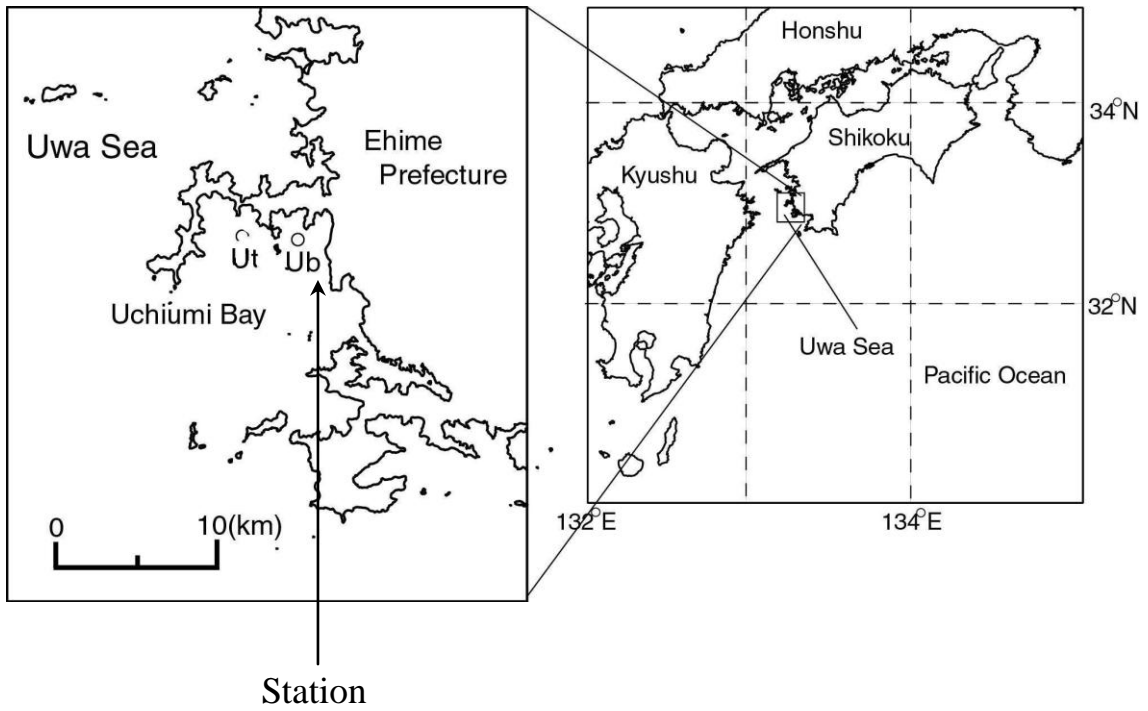 Uwa Sea
Ehime
Prefecture
Ut
Ub
Uchiumi Bay
0
10(km)
Station
Honshu
34°N
Shikoku
Kyushu
32°N
Uwa Sea
Pacific Ocean
132°E
134°E